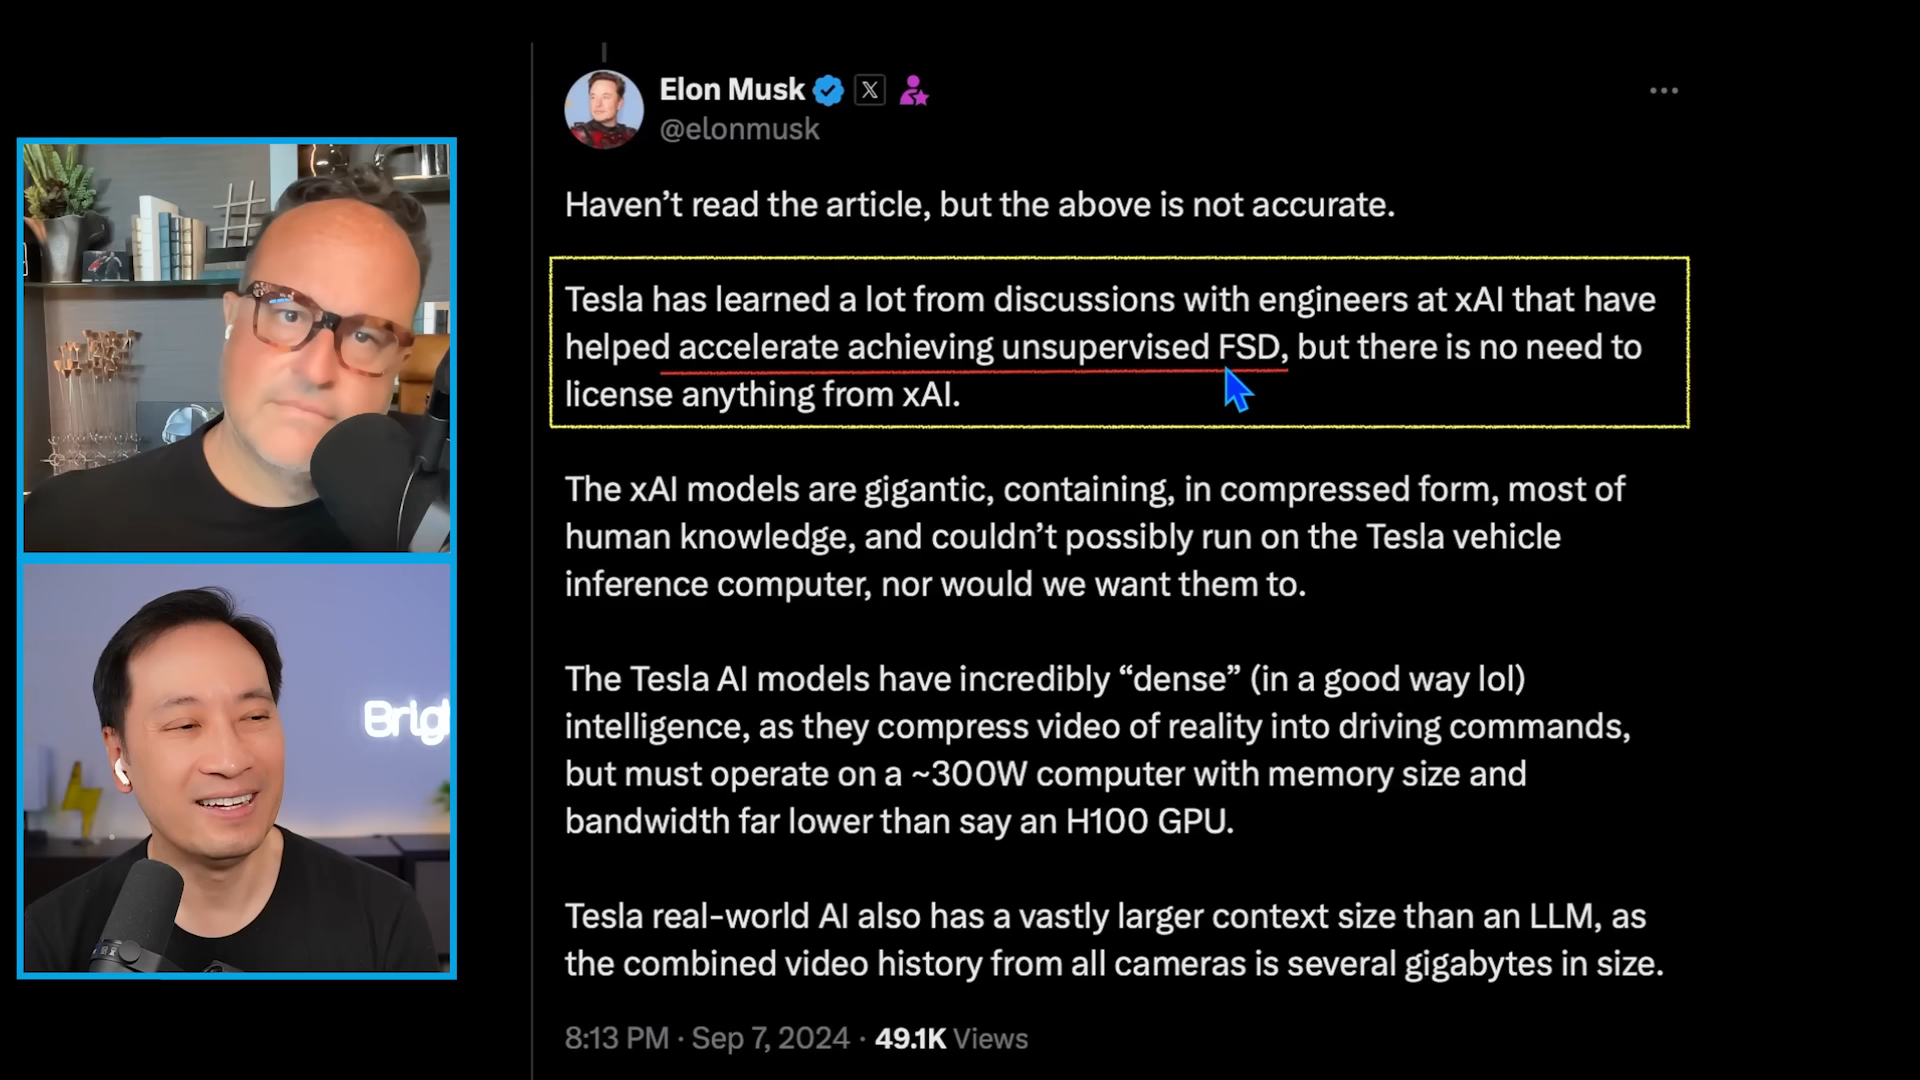 Elon Musk
@elonmusk
Haven’t read the article, but the above is not accurate.
Tesla has learned a lot from discussions with engineers at xAI that have
helped accelerate achieving unsupervised FSD, but there is no need to
license anything from xAI.
The xAI models are gigantic, containing, in compressed form, most of
human knowledge, and couldn’t possibly run on the Tesla vehicle
inference computer, nor would we want them to.
The Tesla AI models have incredibly “dense” (in a good way lol)
intelligence, as they compress video of reality into driving commands,
but must operate on a ~300W computer with memory size and
bandwidth far lower than say an H100 GPU.
Tesla real-world AI also has a vastly larger context size than an LLM, as
the combined video history from all cameras is several gigabytes in size.
8:13 PM · Sep 7, 2024 · 49.1K Views
Brig